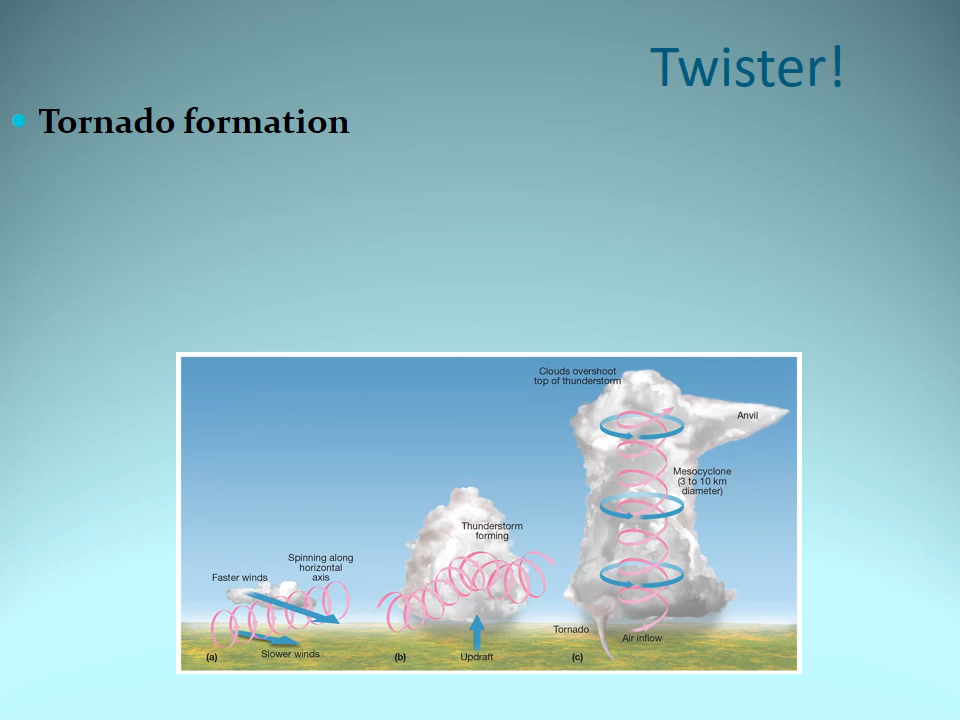 Twister!
Tornado formation
Clouds overshoot
top of thunderstorm
Anvil
Mesocyclone
(3 to 10 km
diameter)
Thunderstorm
forming
Spinning along
horizontal
axis
Faster winds
Tornado
Air inflow
Slower winds
(a)
(b)
Updraft
(c)